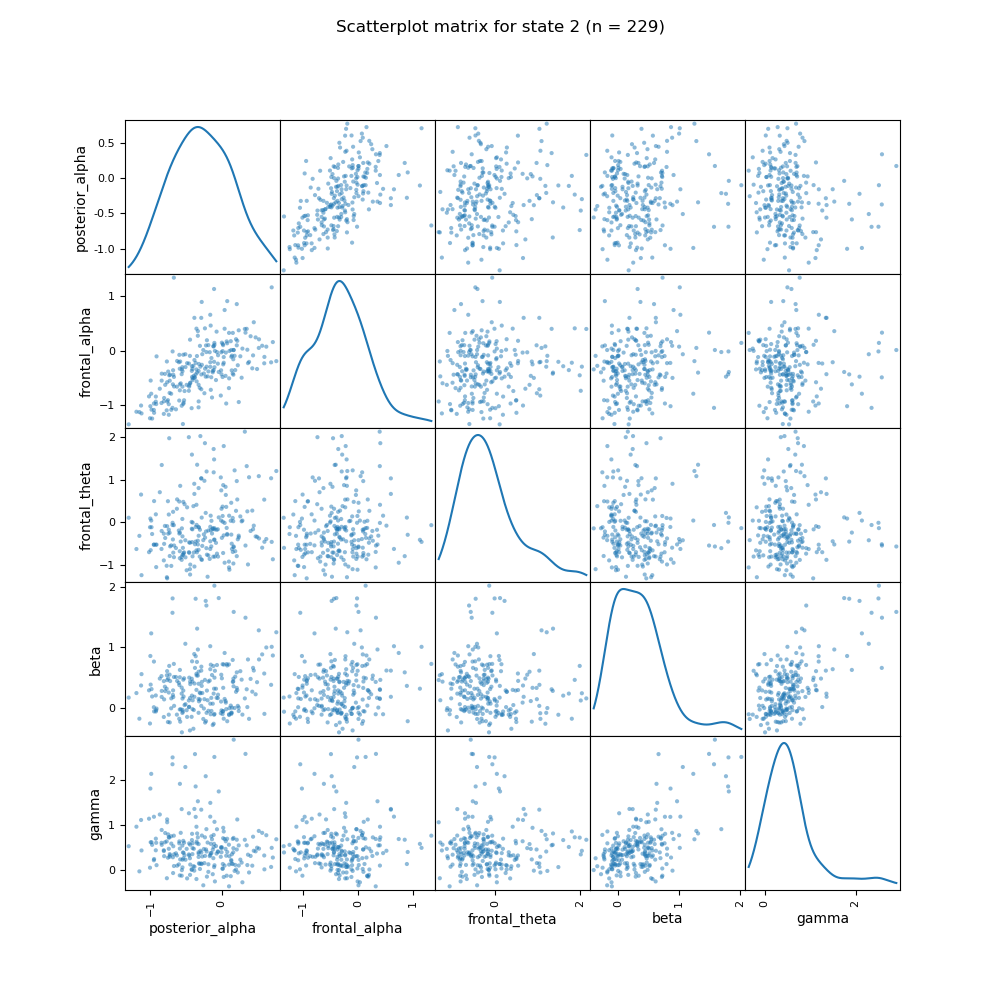 Scatterplot matrix for state 2 (n = 229)
posterior_alpha
0.5
0.0
-0.5
-1.0
frontal_alpha
1
0
−1
frontal_theta
2
1
0
−1
beta
2
1
0
gamma
2
1
0
−1
0
posterior_alpha
−1
0
1
frontal_alpha
0
2
frontal_theta
0
1
2
beta
0
2
gamma